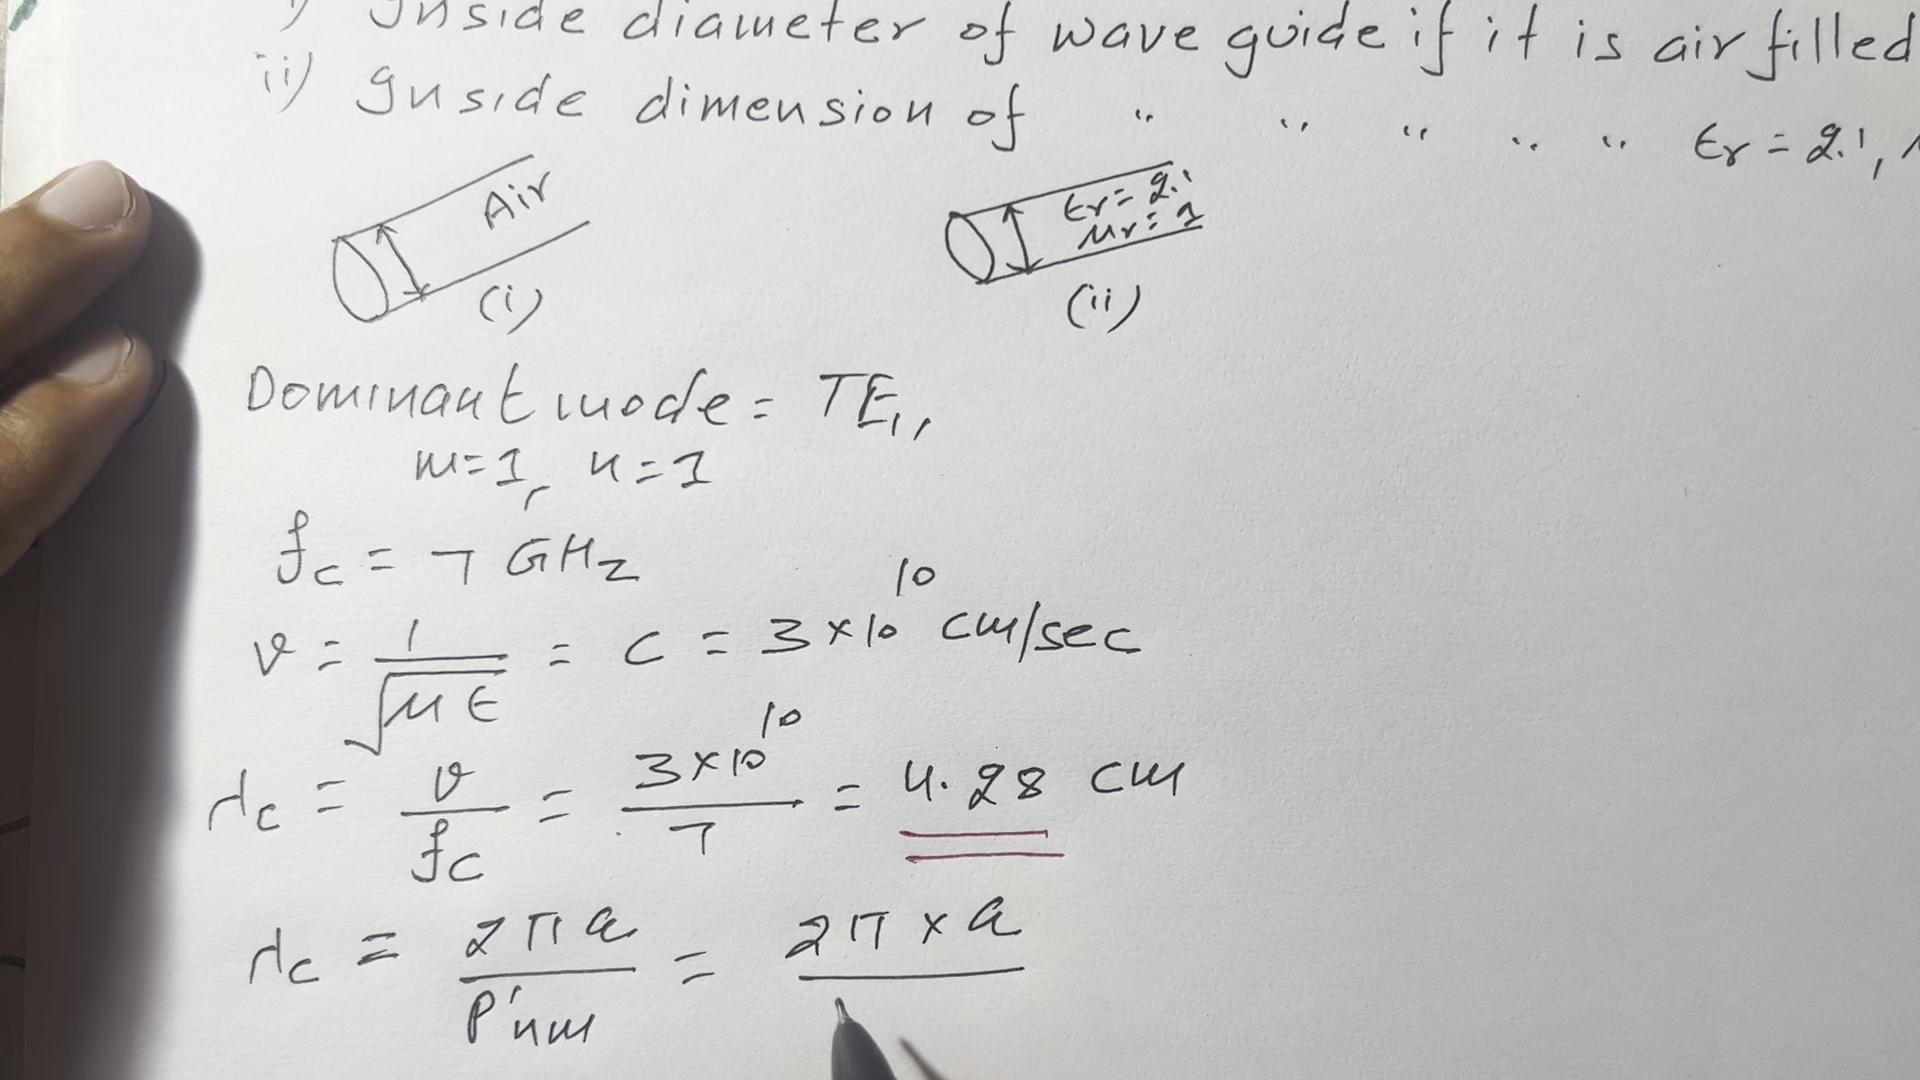 i) Inside diameter of wave guide if it is air filled
ii) Inside dimension of " " " " " εr = 2.1,
Air
εr = 2.1
μr = 1
(i)
(ii)
Dominant mode = TE11
m=1, n=1
fc = 7 GHz
v = 1/√με = c = 3×10^10 cm/sec
λc = v/fc = 3×10^10/7 = 4.28 cm
λc = 2πa/P'nm = 2π×a